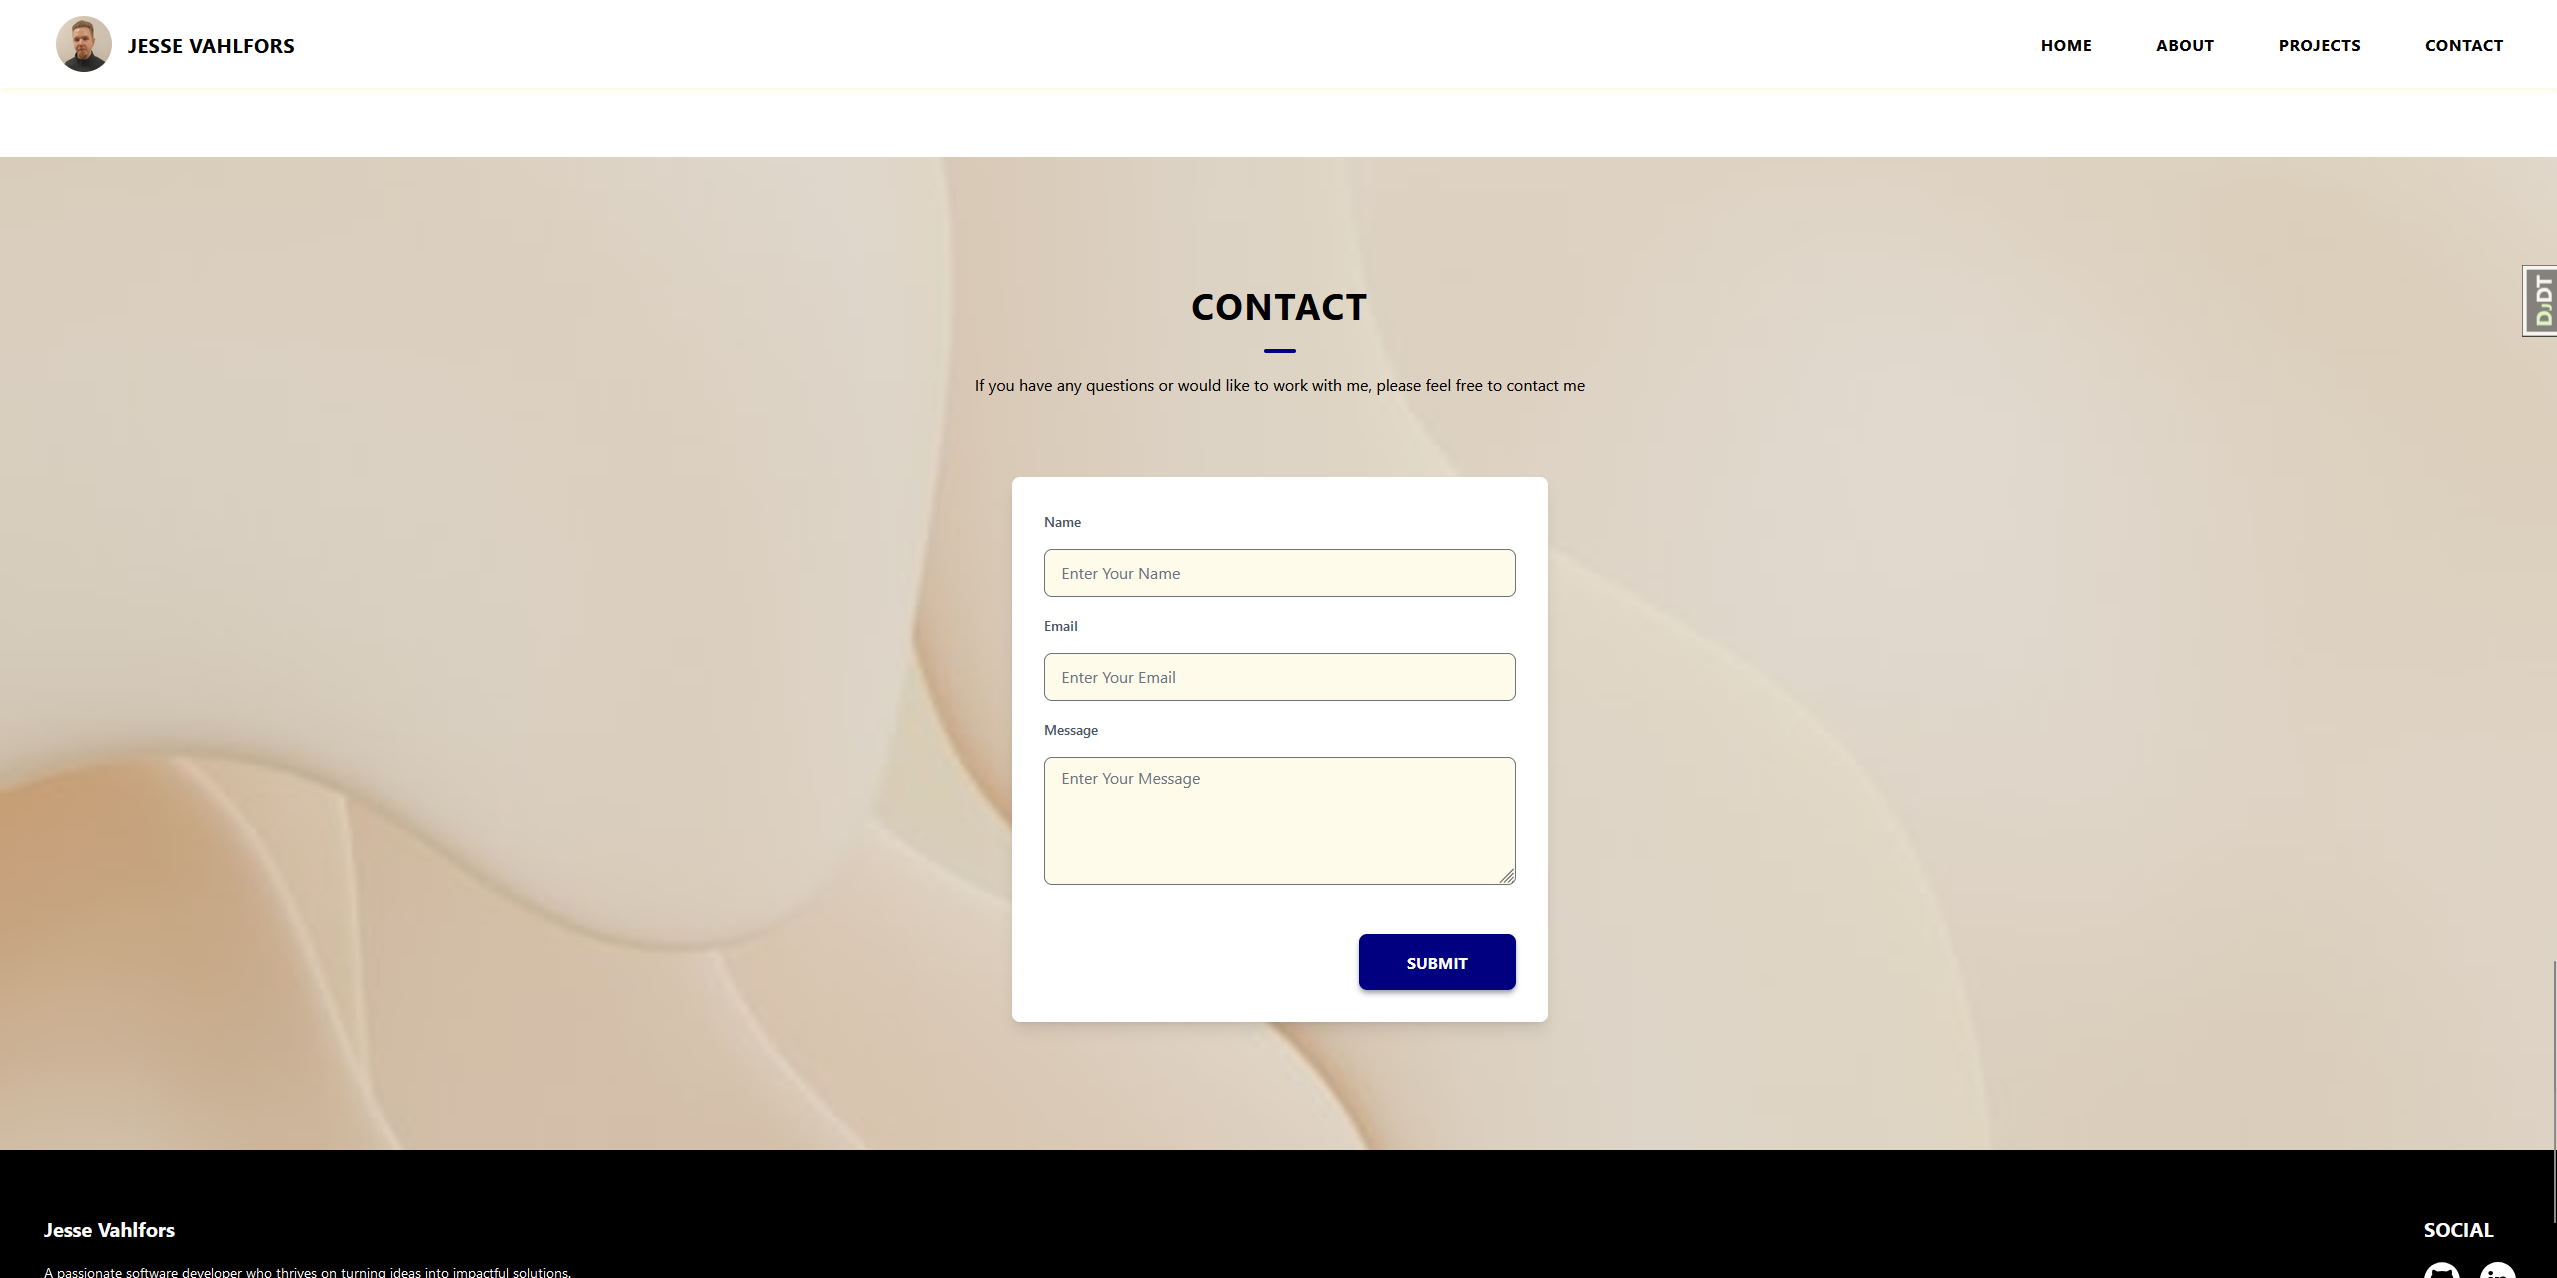 JESSE VAHLFORS
HOME ABOUT PROJECTS CONTACT
DJDT
CONTACT
If you have any questions or would like to work with me, please feel free to contact me
Name
Enter Your Name
Email
Enter Your Email
Message
Enter Your Message
SUBMIT
Jesse Vahlfors
SOCIAL
A passionate software developer who thrives on turning ideas into impactful solutions.
in